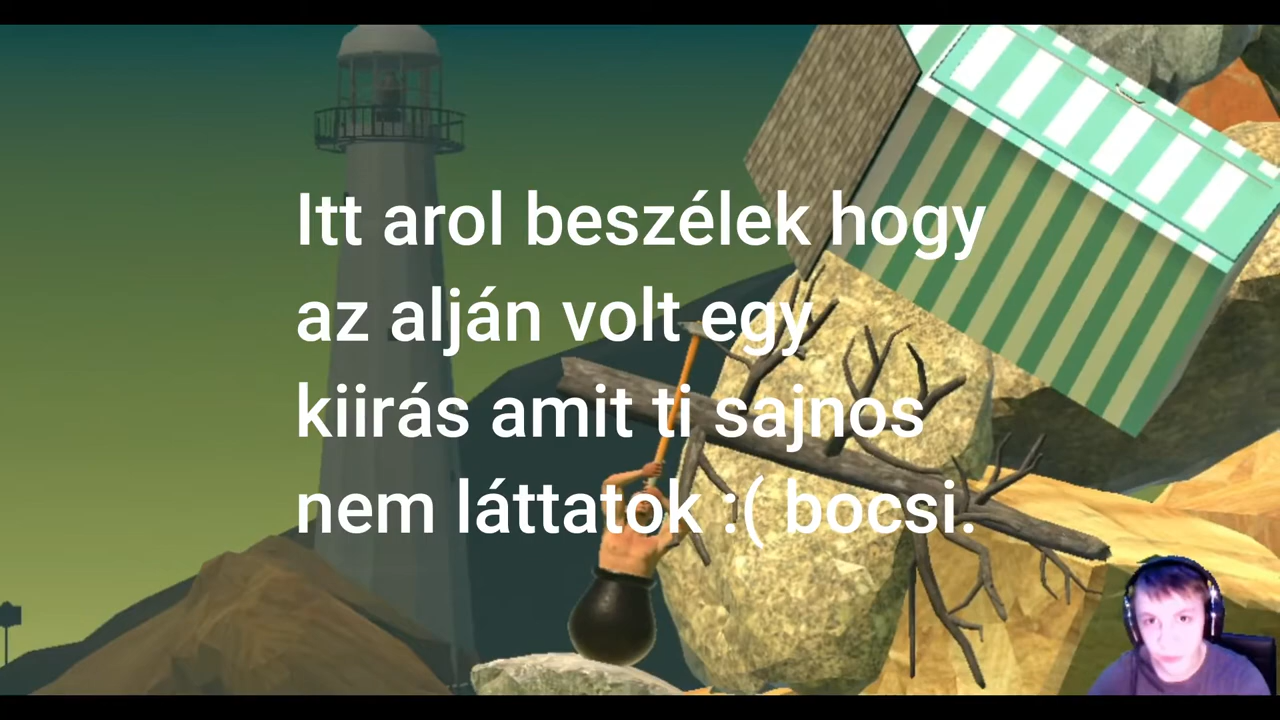 Itt arol beszélek hogy
az alján volt egy
kiirás amit ti sajnos
nem láttatok :( bocsi.